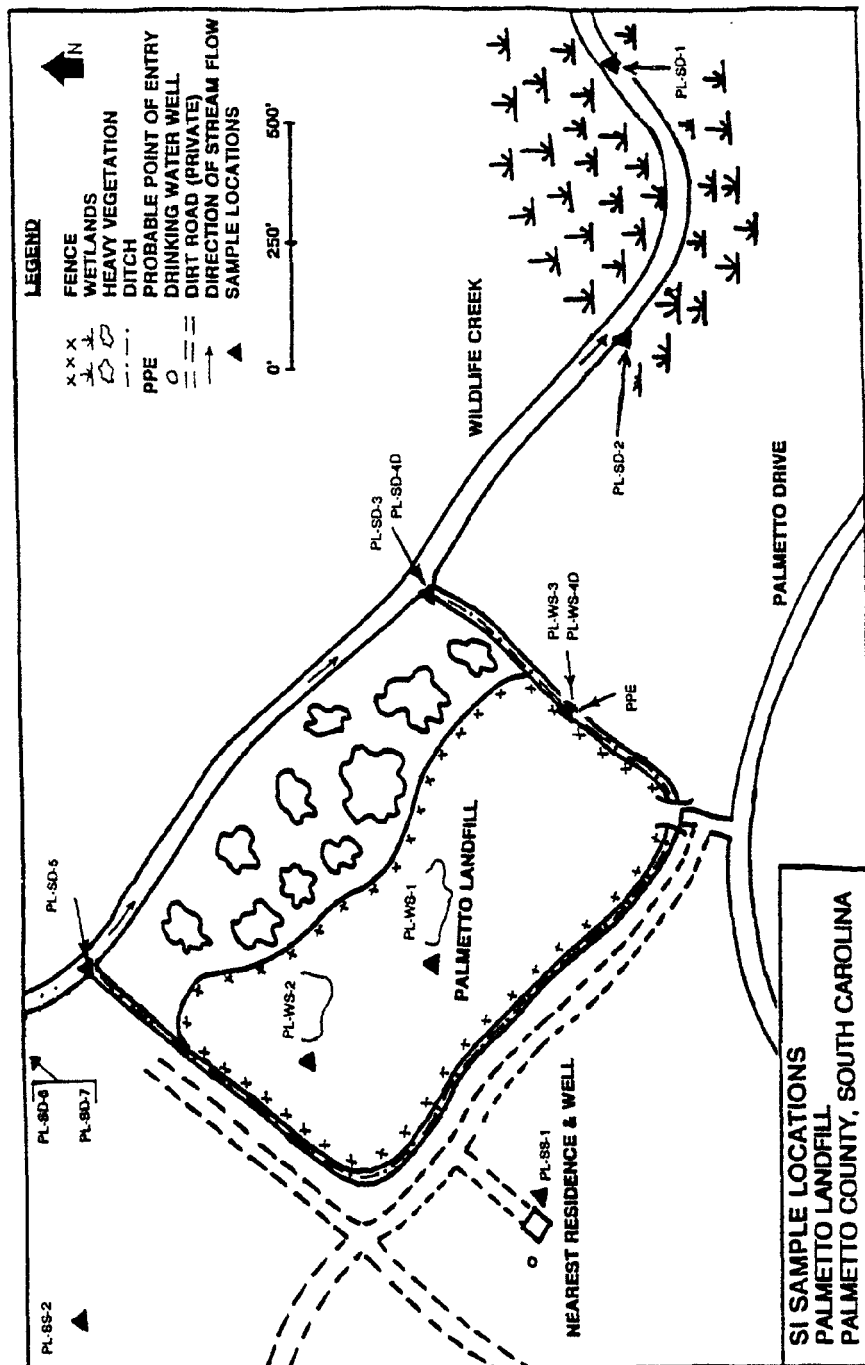 LEGEND
N
x x x FENCE
WETLANDS
HEAVY VEGETATION
DITCH
PPE PROBABLE POINT OF ENTRY
DRINKING WATER WELL
DIRT ROAD (PRIVATE)
DIRECTION OF STREAM FLOW
SAMPLE LOCATIONS
0' 250' 500'
PL-SS-2
PL-SD-6
PL-SD-7
PL-SD-5
PL-SD-3
PL-SD-4D
WILDLIFE CREEK
PL-SD-1
PL-SD-2
PL-WS-2
PL-WS-1
PALMETTO LANDFILL
PL-WS-3
PL-WS-4D
PPE
PL-SS-1
NEAREST RESIDENCE & WELL
PALMETTO DRIVE
SI SAMPLE LOCATIONS
PALMETTO LANDFILL
PALMETTO COUNTY, SOUTH CAROLINA